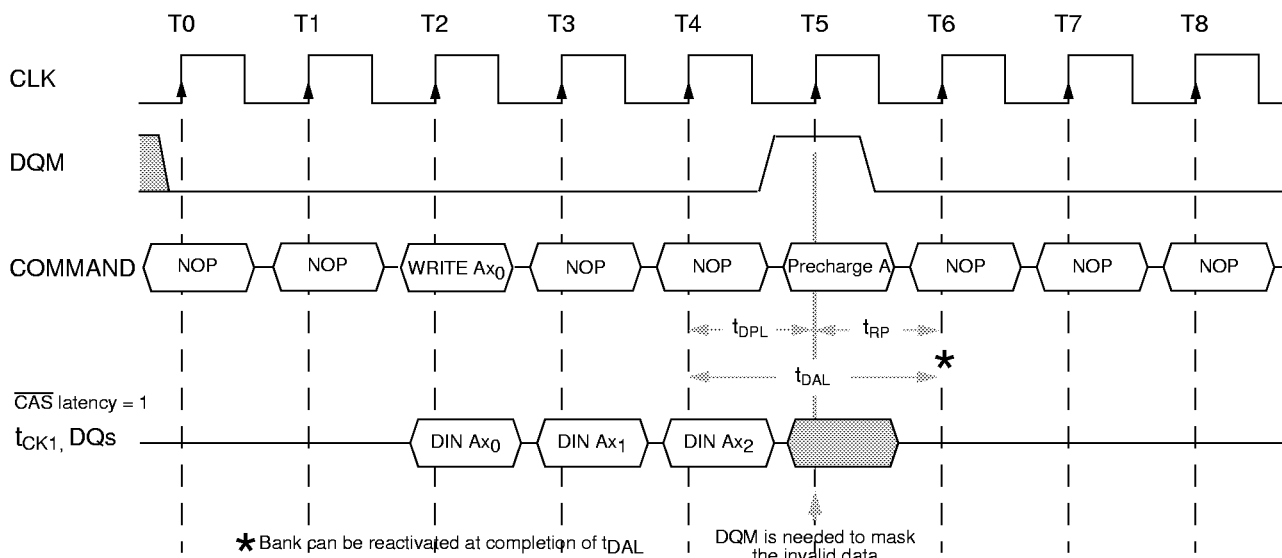 T0 T1 T2 T3 T4 T5 T6 T7 T8
CLK
DQM
COMMAND NOP NOP WRITE Ax0 NOP NOP Precharge A NOP NOP NOP
tDPL tRP
*
tDAL
CAS latency = 1
tCK1, DQs DIN Ax0 DIN Ax1 DIN Ax2
* Bank can be reactivated at completion of tDAL
DQM is needed to mask
the invalid data